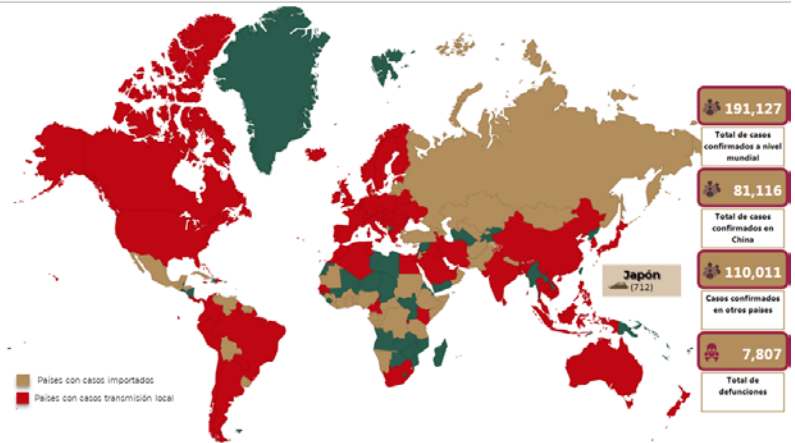 191,127
Total de casos
confirmados a nivel
mundial
81,116
Total de casos
confirmados en
China
110,011
Casos confirmados
en otros países
7,807
Total de
defunciones
Japón
(712)
Países con casos importados
Países con casos transmisión local